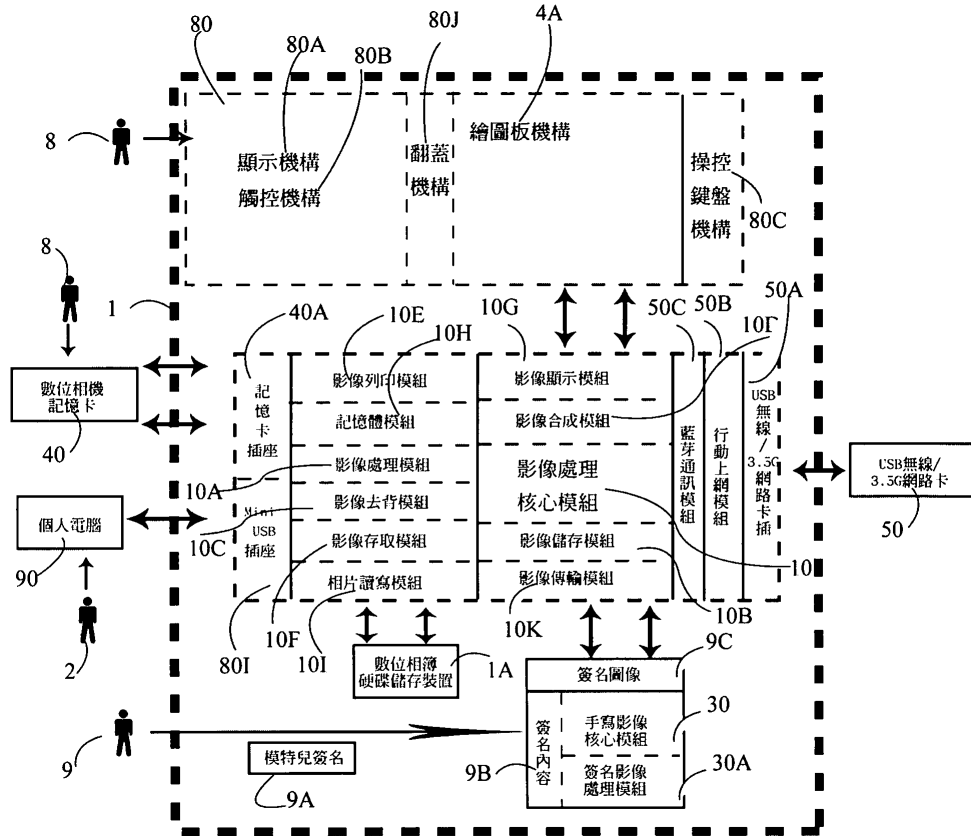 80
80A
80B
80J
4A
8
顯示機構
觸控機構
翻蓋
機構
繪圖板機構
操控
鍵盤
機構
80C
8
1
40A
10E
10H
10G
50C
50B
50A
10D
數位相機
記憶卡
40
記
憶
卡
插
座
影像列印模組
記憶體模組
影像處理模組
影像去背模組
影像存取模組
相片讀寫模組
影像顯示模組
影像合成模組
影像處理
核心模組
影像儲存模組
影像傳輸模組
藍
芽
通
訊
模
組
行
動
上
網
模
組
USB
無
線
/
3.5G
網
路
卡
插
USB無線/
3.5G網路卡
50
10A
10C
Mini
USB
插座
個人電腦
90
2
10
10B
80I
10F
10I
10K
數位相簿
硬碟儲存裝置
1A
9C
簽名圖像
簽
名
內
容
手寫影像
核心模組
簽名影像
處理模組
30
30A
9B
9
模特兒簽名
9A